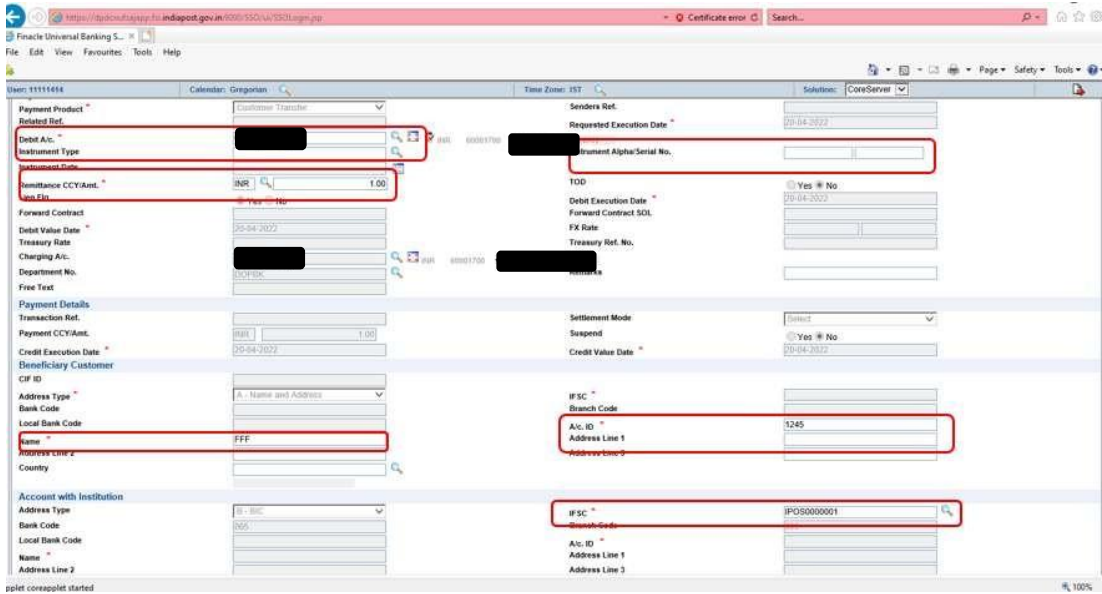 indiapost.gov.in
Certificate error
Search...
Finacle Universal Banking S...
File Edit View Favourites Tools Help
Page Safety Tools
User: 11111414 Calendar: Gregorian Time Zone: IST Solution: CoreServer
Payment Product * Customer Transfer Senders Ref.
Related Ref. Requested Execution Date * 20-04-2022
Debit A/c. * INR 60001700
Instrument Type Instrument Alpha/Serial No.
Instrument Date
Remittance CCY/Amt. * INR 1.00 TOD Yes No
Yes No Debit Execution Date * 20-04-2022
Forward Contract Forward Contract SOL
Debit Value Date * 20-04-2022 FX Rate
Treasury Rate Treasury Ref. No.
Charging A/c. INR 60001700
Department No. DOPBK Remarks
Free Text
Payment Details
Transaction Ref. Settlement Mode Select
Payment CCY/Amt. INR 1.00 Suspend Yes No
Credit Execution Date * 20-04-2022 Credit Value Date * 20-04-2022
Beneficiary Customer
CIF ID
Address Type * A - Name and Address IFSC *
Bank Code Branch Code
Local Bank Code A/c. ID * 1245
Name * FFF Address Line 1
Address Line 2 Address Line 3
Country
Account with Institution
Address Type B - BIC IFSC * IPOS0000001
Bank Code Branch Code
Local Bank Code A/c. ID *
Name * Address Line 1
Address Line 2 Address Line 3
pplet coreapplet started 100%